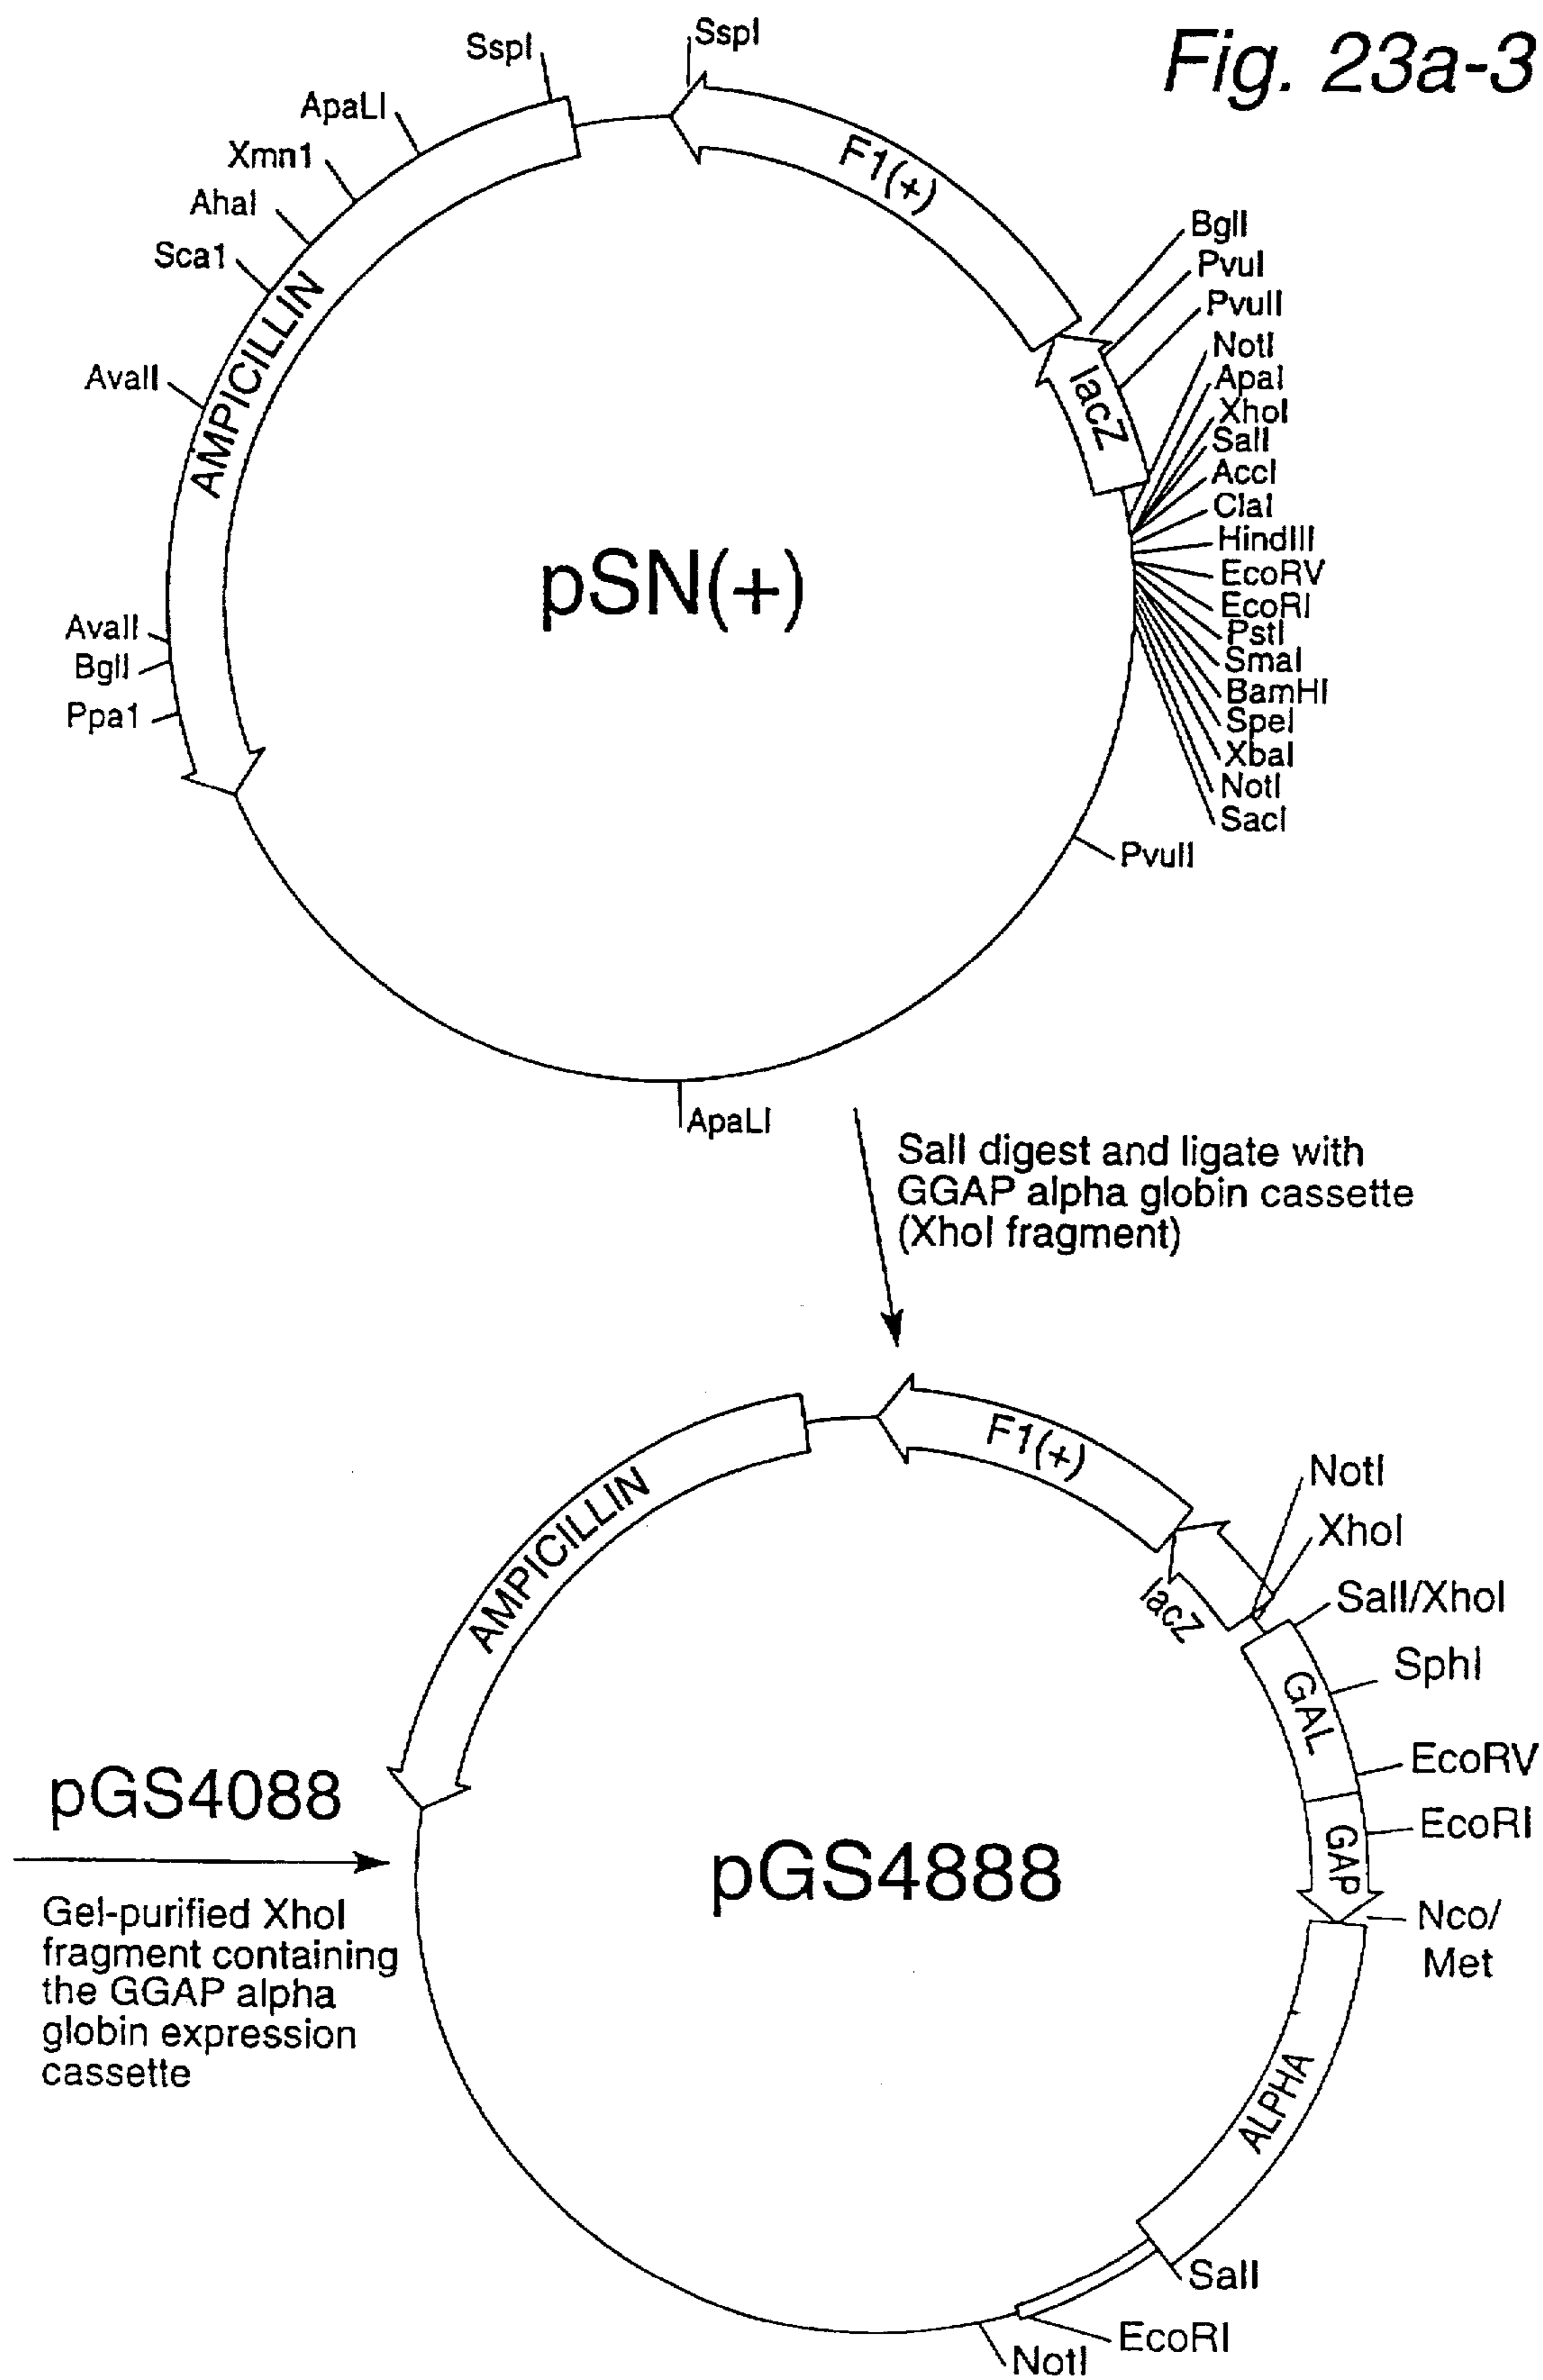 Fig. 23a-3
SspI
SspI
ApaLI
Xmn1
AhaI
Sca1
AvaII
AvaII
BglI
Ppa1
AMPICILLIN
F1(+)
lacZ
BglI
PvuI
PvuII
NotI
ApaI
XhoI
SalI
AccI
ClaI
HindIII
EcoRV
EcoRI
PstI
SmaI
BamHI
SpeI
XbaI
NotI
SacI
PvuII
ApaLI
pSN(+)
SalI digest and ligate with
GGAP alpha globin cassette
(XhoI fragment)
pGS4088
Gel-purified XhoI
fragment containing
the GGAP alpha
globin expression
cassette
AMPICILLIN
F1(+)
lacZ
NotI
XhoI
SalI/XhoI
SphI
GAL
EcoRV
EcoRI
GAP
Nco/
Met
ALPHA
SalI
EcoRI
NotI
pGS4888